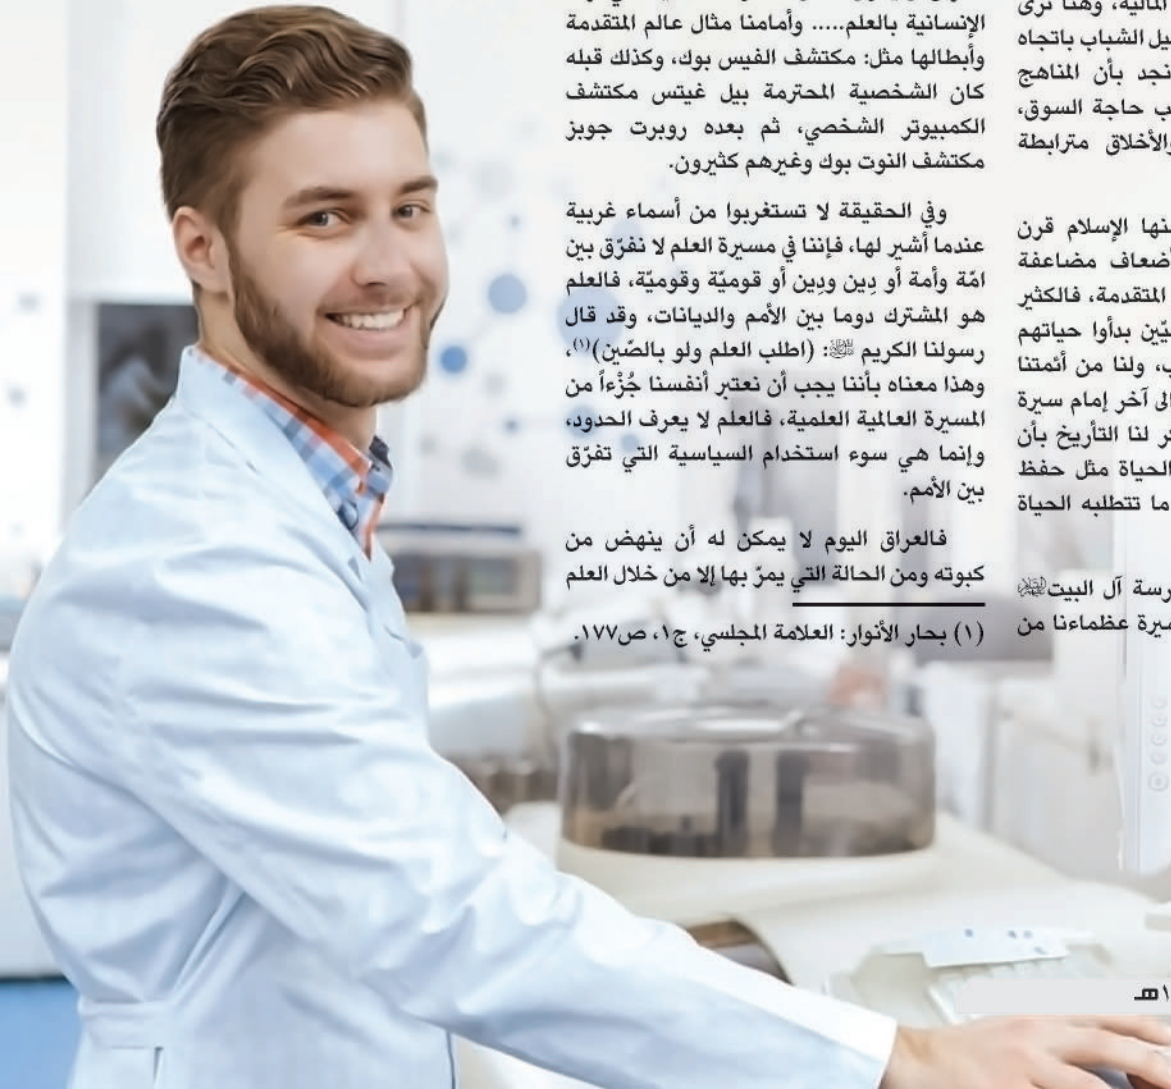 المالية، وهنا نرى
يل الشباب باتجاه
نجد بأن المناهج
ب حاجة السوق،
والأخلاق مترابطة
نها الإسلام قرن
أضعاف مضاعفة
المتقدمة، فالكثير
يّين بدأوا حياتهم
ب، ولنا من أئمتنا
لى آخر إمام سيرة
ر لنا التأريخ بأن
الحياة مثل حفظ
ما تتطلبه الحياة
رسة آل البيت
يرة عظماءنا من
الإنسانية بالعلم..... وأمامنا مثال عالم المتقدمة
وأبطالها مثل: مكتشف الفيس بوك، وكذلك قبله
كان الشخصية المحترمة بيل غيتس مكتشف
الكمبيوتر الشخصي، ثم بعده روبرت جوبز
مكتشف النوت بوك وغيرهم كثيرون.
وفي الحقيقة لا تستغربوا من أسماء غربية
عندما أشير لها، فإننا في مسيرة العلم لا نفرّق بين
امّة وأمة أو دِين ودِين أو قوميّة وقوميّة، فالعلم
هو المشترك دوما بين الأمم والديانات، وقد قال
رسولنا الكريم ﷺ: (اطلب العلم ولو بالصّين)(١)،
وهذا معناه بأننا يجب أن نعتبر أنفسنا جُزْءاً من
المسيرة العالمية العلمية، فالعلم لا يعرف الحدود،
وإنما هي سوء استخدام السياسية التي تفرّق
بين الأمم.
فالعراق اليوم لا يمكن له أن ينهض من
كبوته ومن الحالة التي يمرّ بها إلا من خلال العلم
(١) بحار الأنوار: العلامة المجلسي، ج١، ص١٧٧.
١هـ